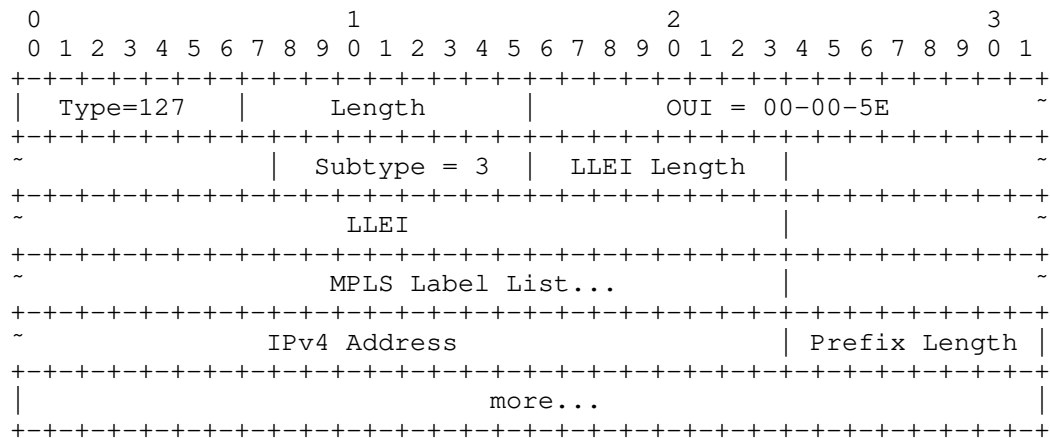 0                   1                   2                   3
 0 1 2 3 4 5 6 7 8 9 0 1 2 3 4 5 6 7 8 9 0 1 2 3 4 5 6 7 8 9 0 1
+-+-+-+-+-+-+-+-+-+-+-+-+-+-+-+-+-+-+-+-+-+-+-+-+-+-+-+-+-+-+-+-+
|  Type=127   |     Length      |        OUI = 00-00-5E         ~
+-+-+-+-+-+-+-+-+-+-+-+-+-+-+-+-+-+-+-+-+-+-+-+-+-+-+-+-+-+-+-+-+
~               |  Subtype = 3  |  LLEI Length  |               ~
+-+-+-+-+-+-+-+-+-+-+-+-+-+-+-+-+-+-+-+-+-+-+-+-+-+-+-+-+-+-+-+-+
~                    LLEI                       |               ~
+-+-+-+-+-+-+-+-+-+-+-+-+-+-+-+-+-+-+-+-+-+-+-+-+-+-+-+-+-+-+-+-+
~                   MPLS Label List...          |               ~
+-+-+-+-+-+-+-+-+-+-+-+-+-+-+-+-+-+-+-+-+-+-+-+-+-+-+-+-+-+-+-+-+
~               IPv4 Address                    | Prefix Length |
+-+-+-+-+-+-+-+-+-+-+-+-+-+-+-+-+-+-+-+-+-+-+-+-+-+-+-+-+-+-+-+-+
|                             more...                           |
+-+-+-+-+-+-+-+-+-+-+-+-+-+-+-+-+-+-+-+-+-+-+-+-+-+-+-+-+-+-+-+-+